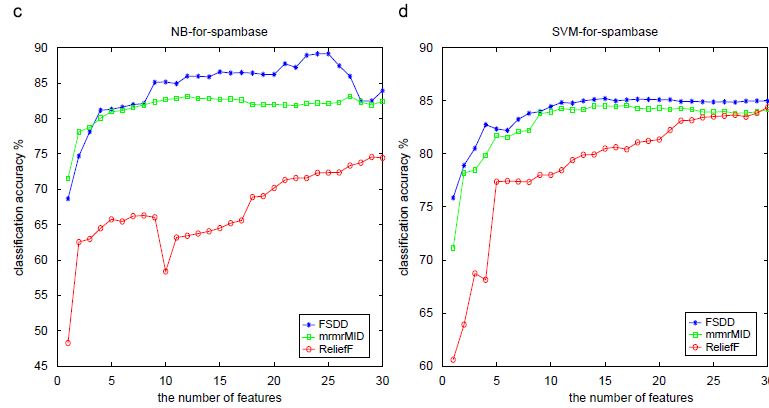 c
NB-for-spambase
90
85
80
75
70
65
60
55
50
45
0
5
10
15
20
25
30
classification accuracy %
the number of features
FSDD
mrmrMID
ReliefF
d
SVM-for-spambase
90
85
80
75
70
65
60
0
5
10
15
20
25
30
classification accuracy %
the number of features
FSDD
mrmrMID
ReliefF